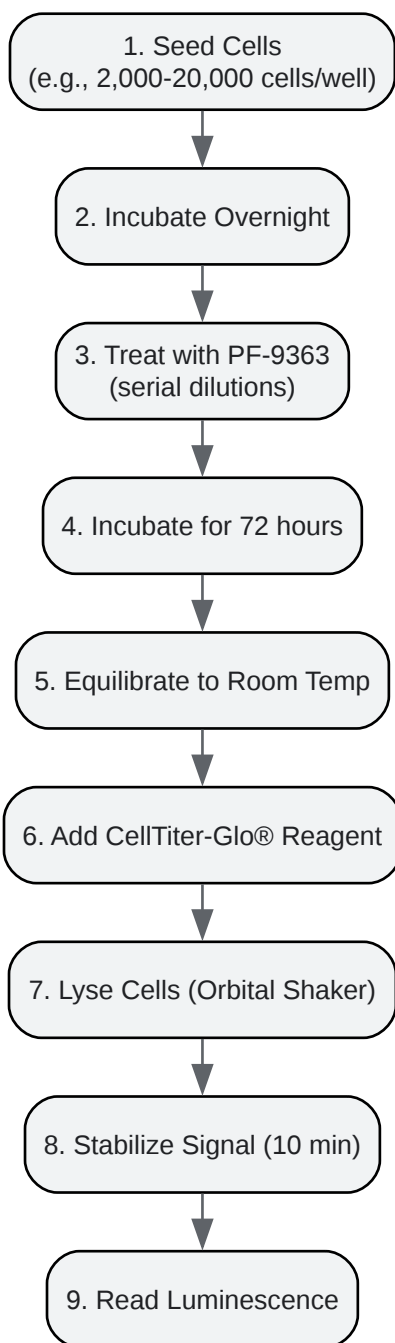 1. Seed Cells
(e.g., 2,000-20,000 cells/well)
2. Incubate Overnight
3. Treat with PF-9363
(serial dilutions)
4. Incubate for 72 hours
5. Equilibrate to Room Temp
6. Add CellTiter-Glo® Reagent
7. Lyse Cells (Orbital Shaker)
8. Stabilize Signal (10 min)
9. Read Luminescence